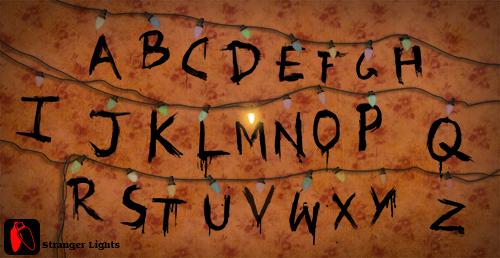 A B C D E F G H
I J K L M N O P Q
R S T U V W X Y Z
Stranger Lights